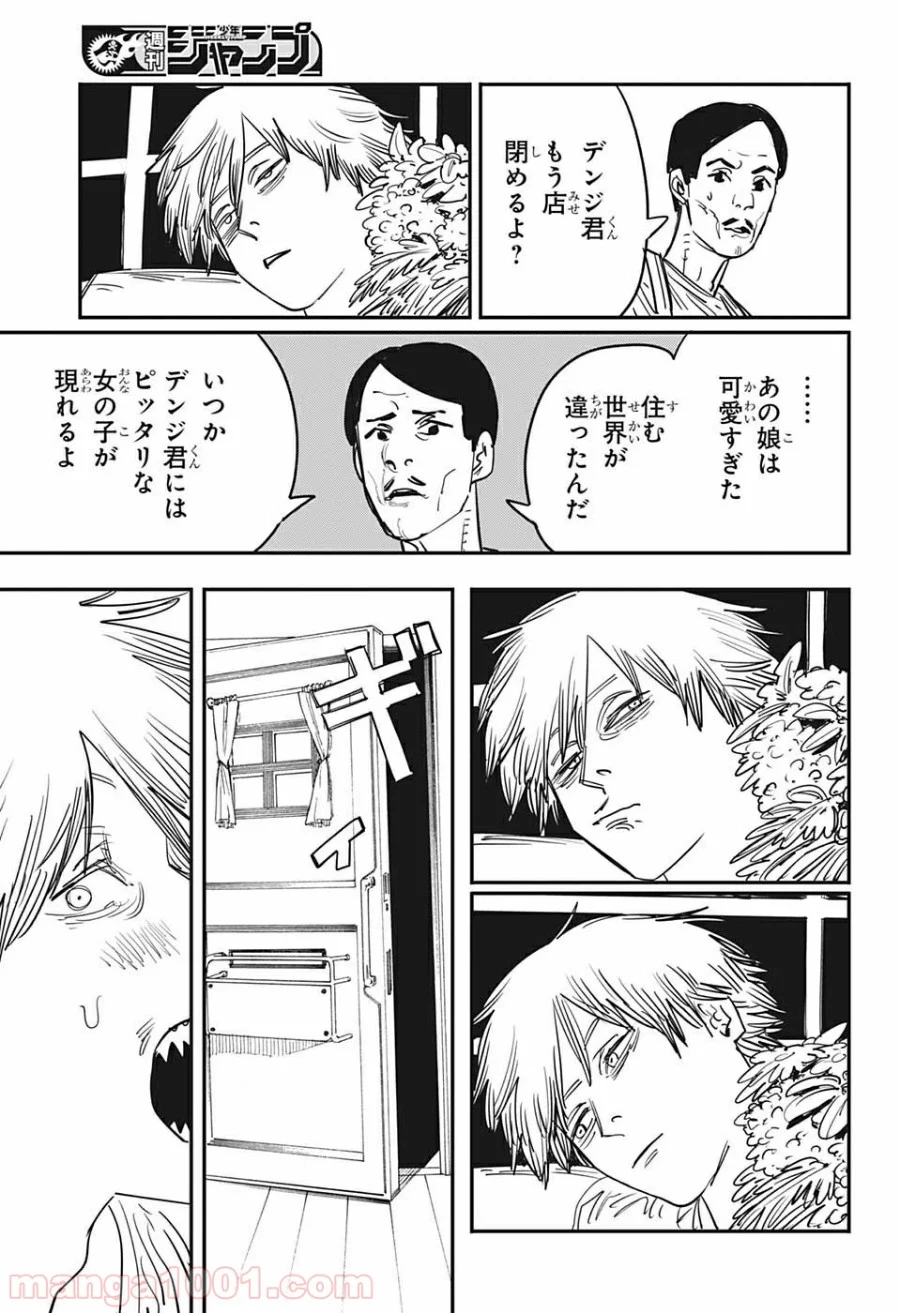 週刊少年ジャンプ
デンジ君
もう店
閉めるよ？
……
あの娘は
可愛すぎた
住む
世界が
違ったんだ
いつか
デンジ君には
ピッタリな
女の子が
現れるよ
ギィ
manga1001.com